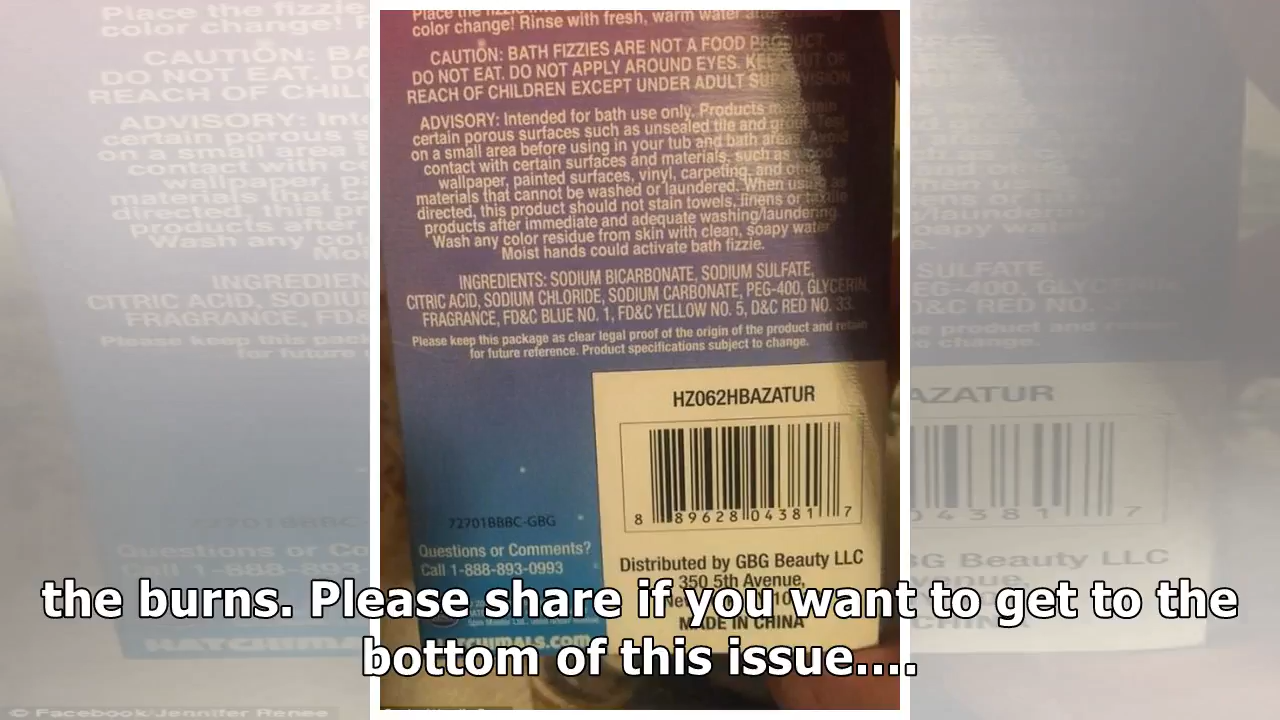 Place the fizzie into
color change! Rinse with fresh, warm water after
CAUTION: BATH FIZZIES ARE NOT A FOOD PRODUCT.
DO NOT EAT. DO NOT APPLY AROUND EYES. KEEP OUT OF
REACH OF CHILDREN EXCEPT UNDER ADULT SUPERVISION.
ADVISORY: Intended for bath use only. Products may stain
certain porous surfaces such as unsealed tile and grout. Test
on a small area before using in your tub and bath areas. Avoid
contact with certain surfaces and materials, such as wood,
wallpaper, painted surfaces, vinyl, carpeting, and other
materials that cannot be washed or laundered. When using as
directed, this product should not stain towels, linens or textile
products after immediate and adequate washing/laundering.
Wash any color residue from skin with clean, soapy water.
Moist hands could activate bath fizzie.
INGREDIENTS: SODIUM BICARBONATE, SODIUM SULFATE,
CITRIC ACID, SODIUM CHLORIDE, SODIUM CARBONATE, PEG-400, GLYCERIN,
FRAGRANCE, FD&C BLUE NO. 1, FD&C YELLOW NO. 5, D&C RED NO. 33.
Please keep this package as clear legal proof of the origin of the product and retain
for future reference. Product specifications subject to change.
HZ062HBAZATUR
8 89628 04381 7
72701BBBC-GBG
Questions or Comments?
Call 1-888-893-0993
Distributed by GBG Beauty LLC
350 5th Avenue,
MADE IN CHINA
HATCHIMALS.COM
the burns. Please share if you want to get to the
bottom of this issue....
© Facebook/Jennifer Renee